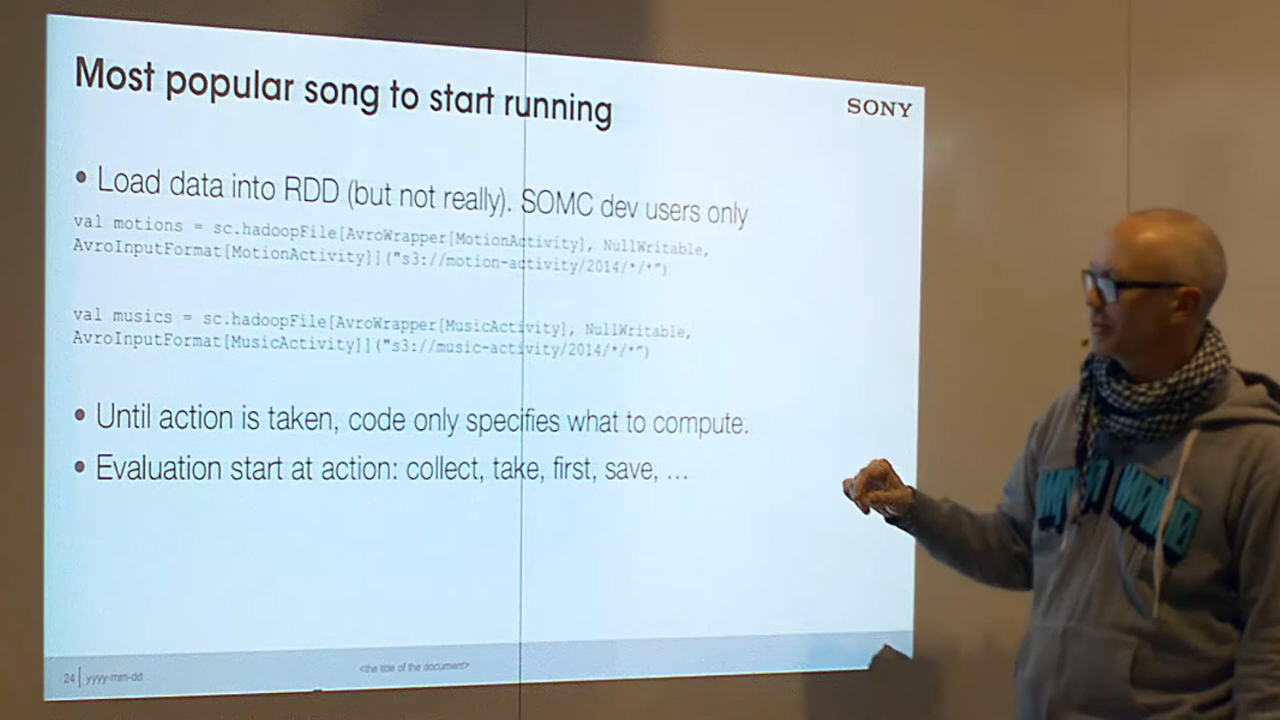 Most popular song to start running
SONY
• Load data into RDD (but not really). SOMC dev users only
val motions = sc.hadoopFile[AvroWrapper[MotionActivity], NullWritable,
AvroInputFormat[MotionActivity]]("s3://motion-activity/2014/*/*")
val musics = sc.hadoopFile[AvroWrapper[MusicActivity], NullWritable,
AvroInputFormat[MusicActivity]]("s3://music-activity/2014/*/*")
• Until action is taken, code only specifies what to compute.
• Evaluation start at action: collect, take, first, save, …
24 | yyyy-mm-dd
<the title of the document>